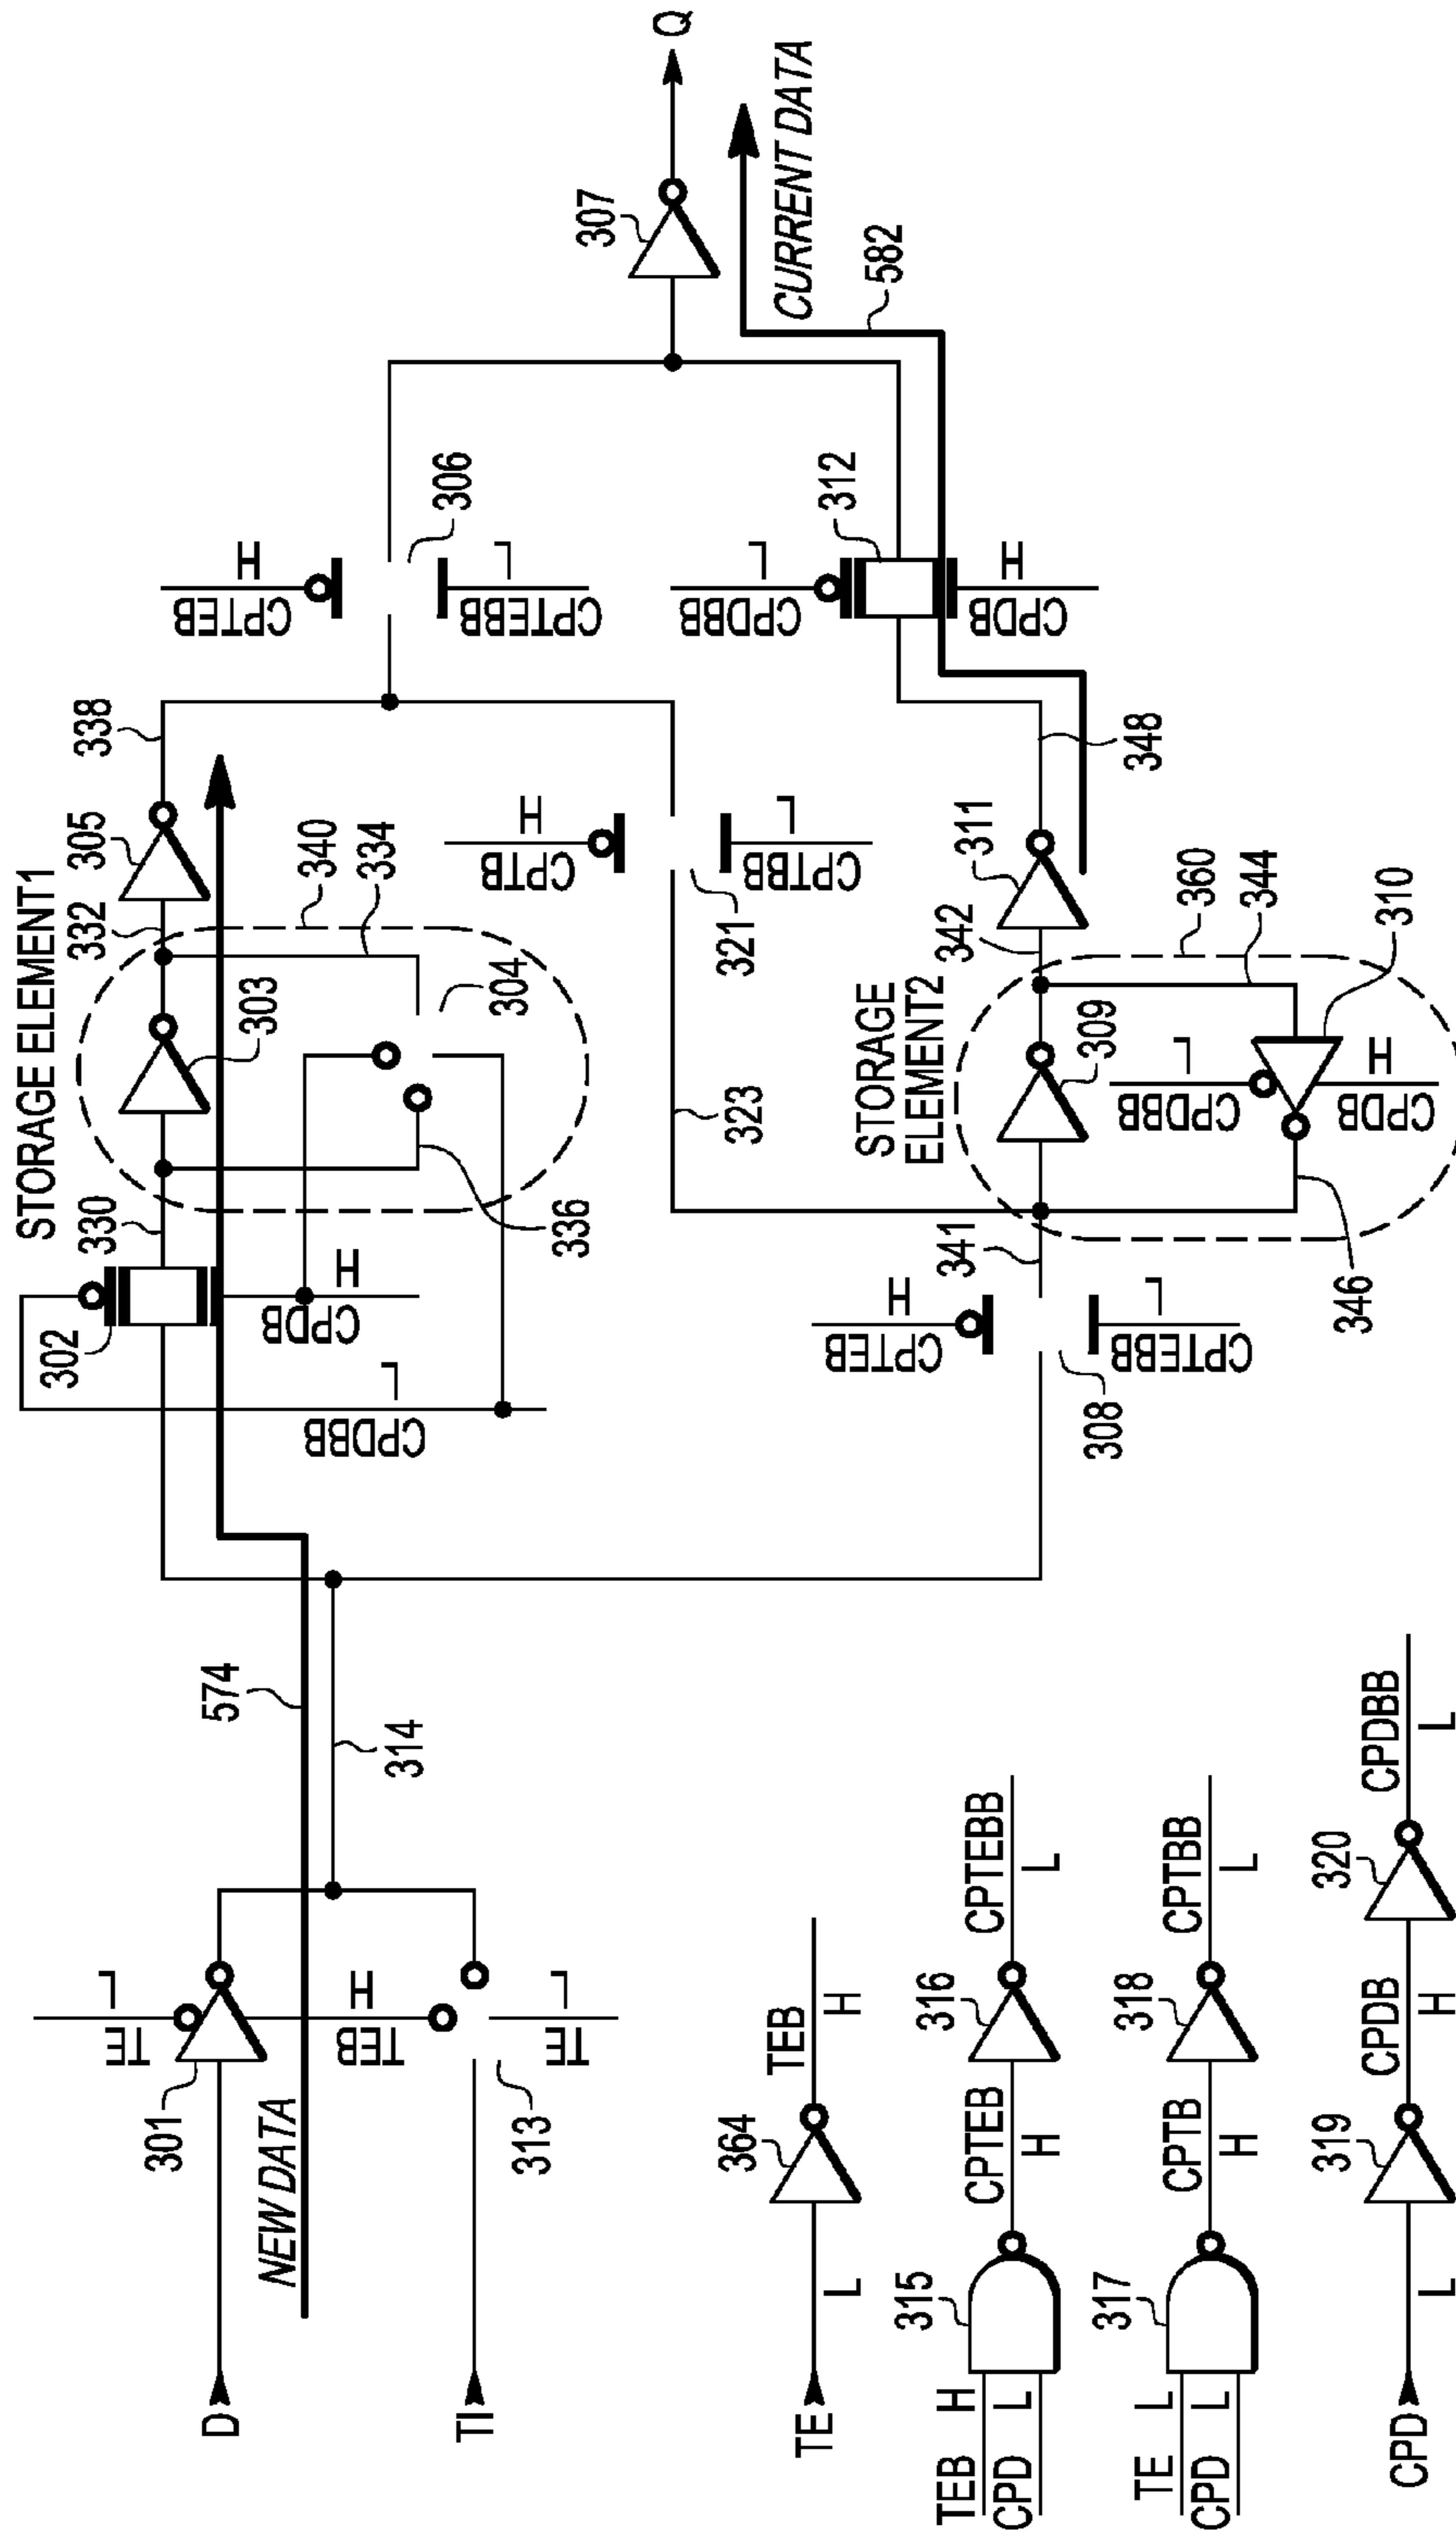 STORAGE ELEMENT1
302
330
303
332
305
338
340
334
304
336
CPDB
H
CPDBB
L
574
314
D
301
TE
L
NEW DATA
TEB
H
TI
313
TE
L
CPTEB
H
306
CPTEBB
L
307
Q
CURRENT DATA
582
CPTB
H
321
CPTBB
L
323
CPDBB
L
312
CPDB
H
STORAGE
ELEMENT2
341
309
342
311
348
360
344
310
CPDBB
L
CPDB
H
346
CPTEB
H
308
CPTEBB
L
TE
L
364
TEB
H
TEB H
CPD L
315
CPTEB
H
316
CPTEBB
L
TE L
CPD L
317
CPTB
H
318
CPTBB
L
CPD
L
319
CPDB
H
320
CPDBB
L